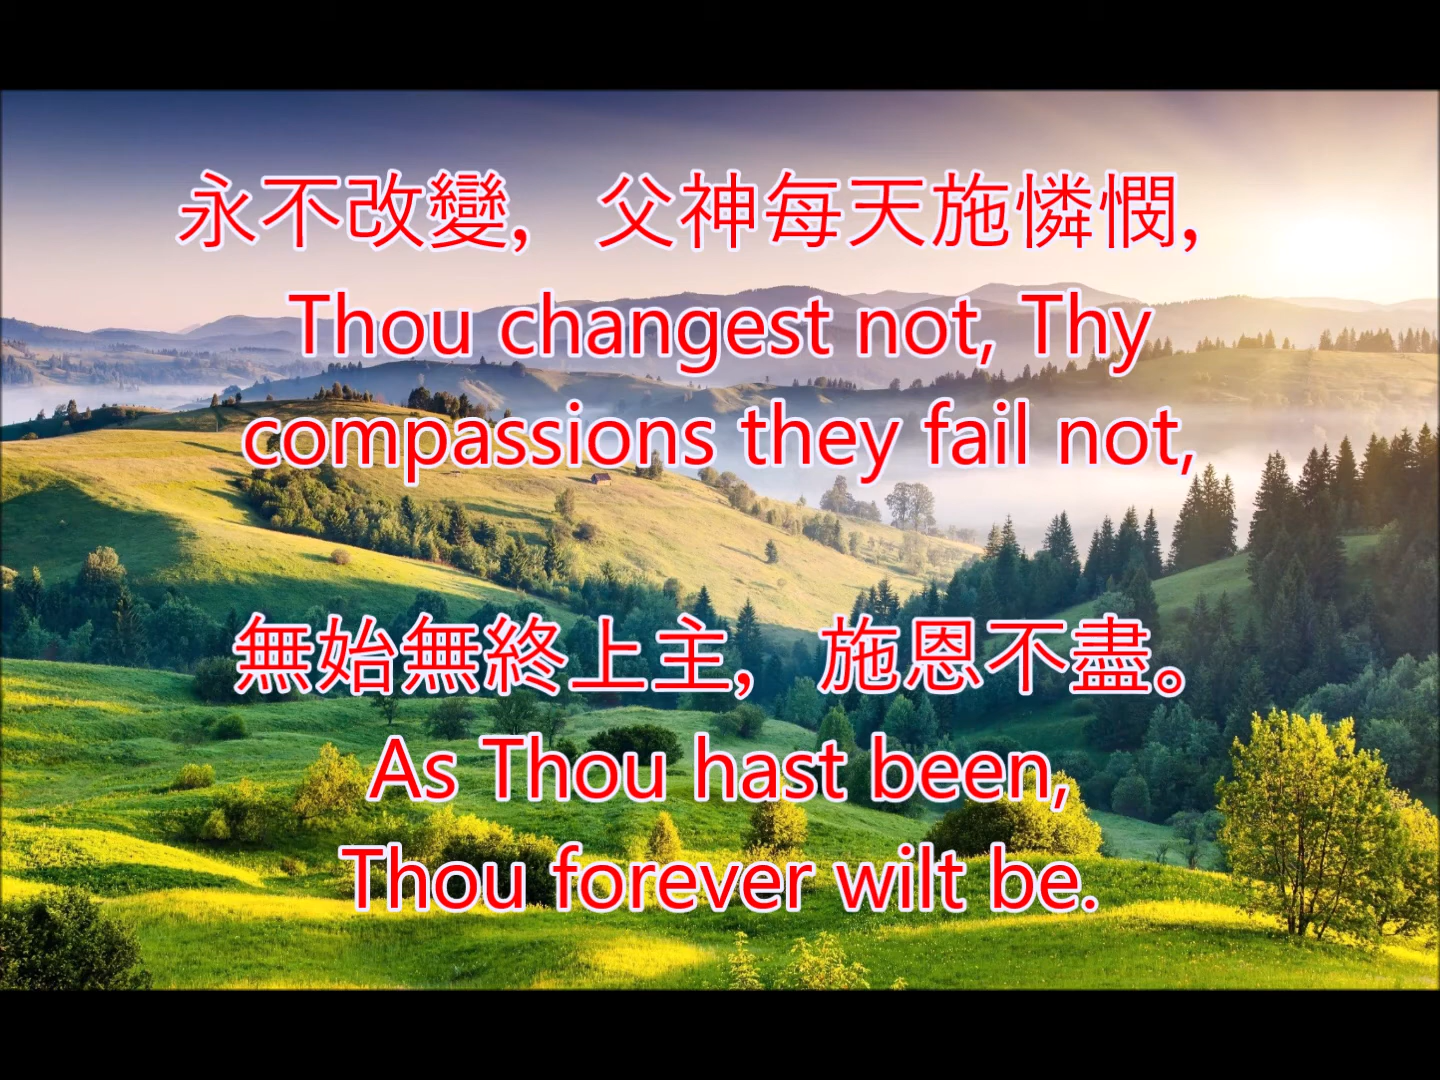 永不改變，父神每天施憐憫，
Thou changest not, Thy
compassions they fail not,
無始無終上主，施恩不盡。
As Thou hast been,
Thou forever wilt be.